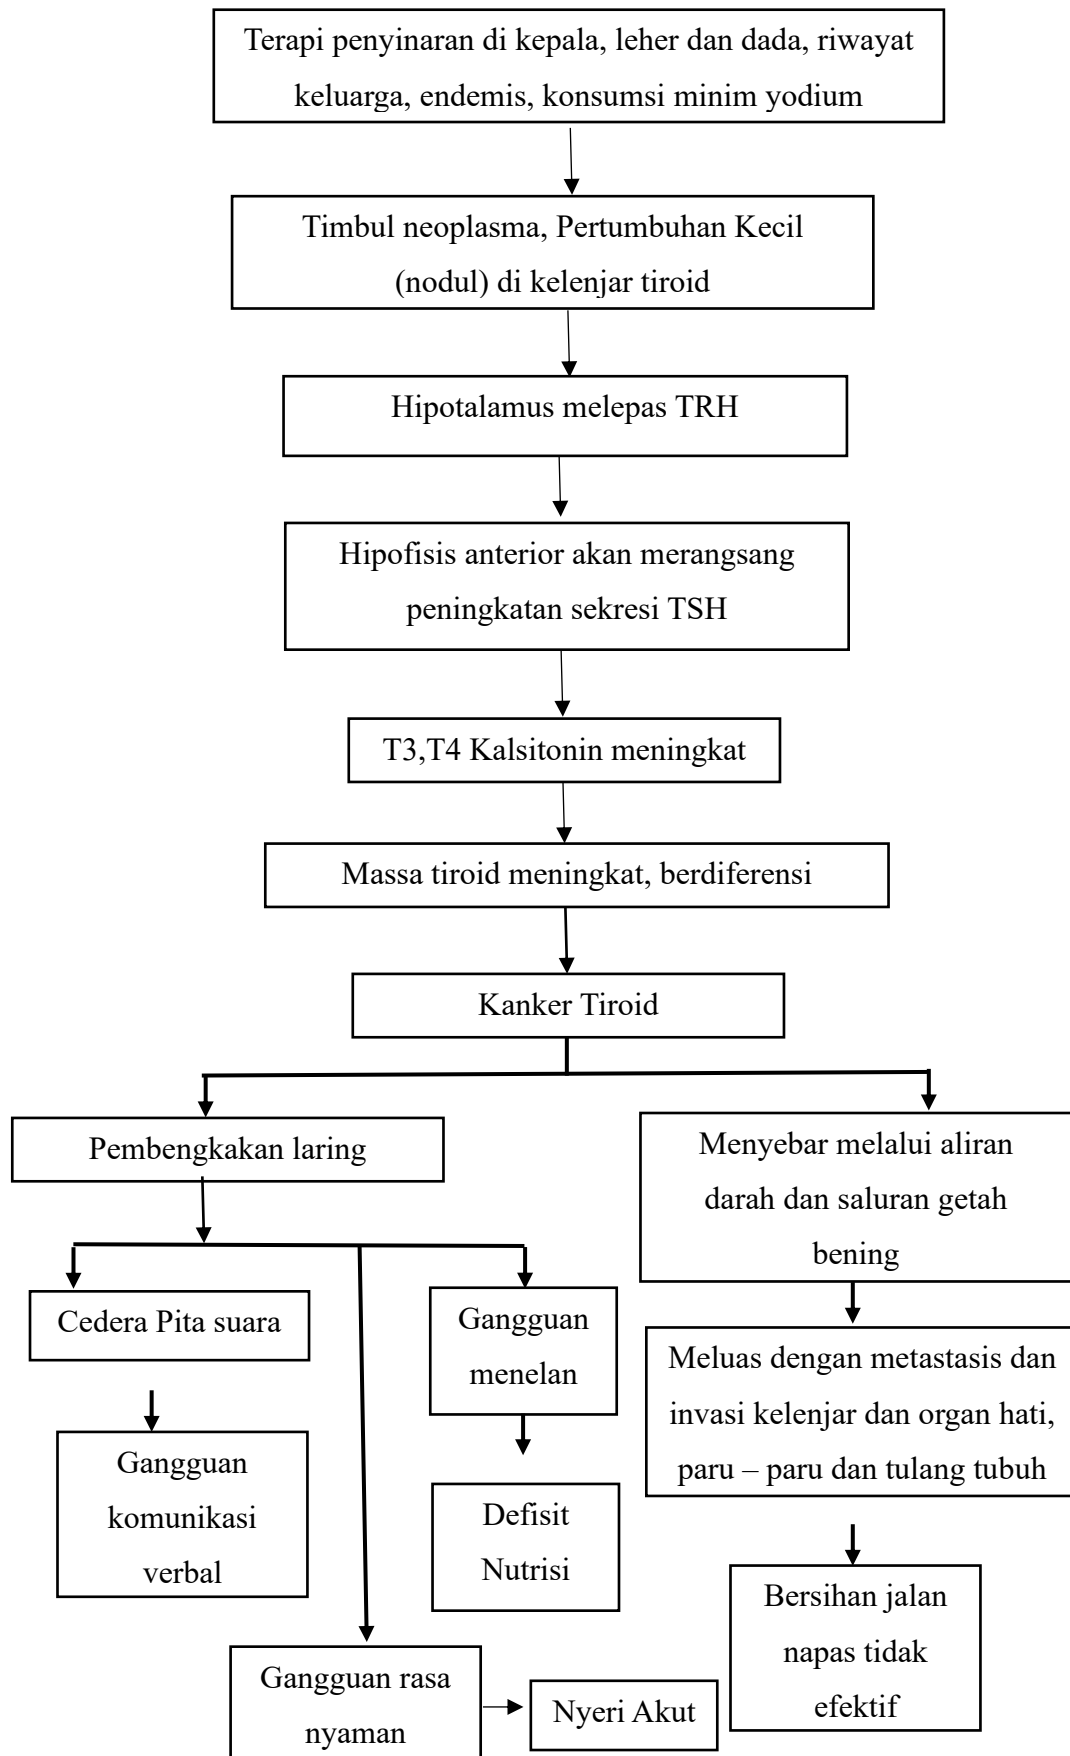 Terapi penyinaran di kepala, leher dan dada, riwayat
keluarga, endemis, konsumsi minim yodium
Timbul neoplasma, Pertumbuhan Kecil
(nodul) di kelenjar tiroid
Hipotalamus melepas TRH
Hipofisis anterior akan merangsang
peningkatan sekresi TSH
T3,T4 Kalsitonin meningkat
Massa tiroid meningkat, berdiferensi
Kanker Tiroid
Pembengkakan laring
Menyebar melalui aliran
darah dan saluran getah
bening
Cedera Pita suara
Gangguan
menelan
Meluas dengan metastasis dan
invasi kelenjar dan organ hati,
paru – paru dan tulang tubuh
Gangguan
komunikasi
verbal
Defisit
Nutrisi
Bersihan jalan
napas tidak
efektif
Gangguan rasa
nyaman
Nyeri Akut